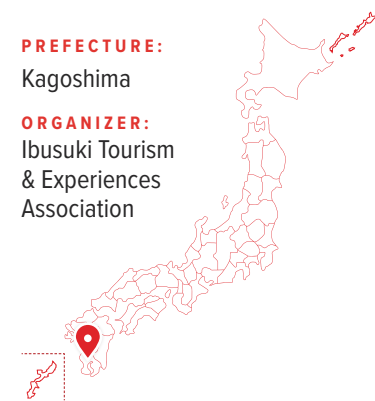 PREFECTURE:
Kagoshima
ORGANIZER:
Ibusuki Tourism
& Experiences
Association